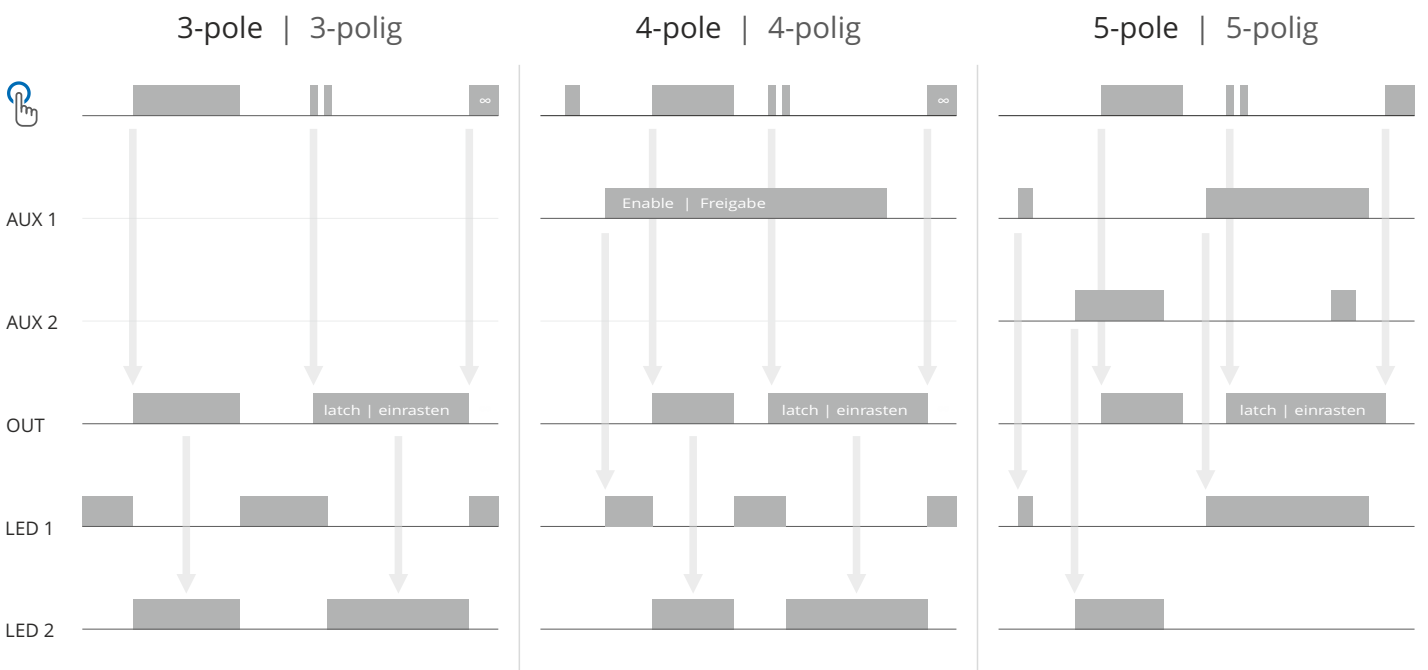 3-pole | 3-polig
4-pole | 4-polig
5-pole | 5-polig
∞
∞
AUX 1
Enable | Freigabe
AUX 2
OUT
latch | einrasten
latch | einrasten
latch | einrasten
LED 1
LED 2